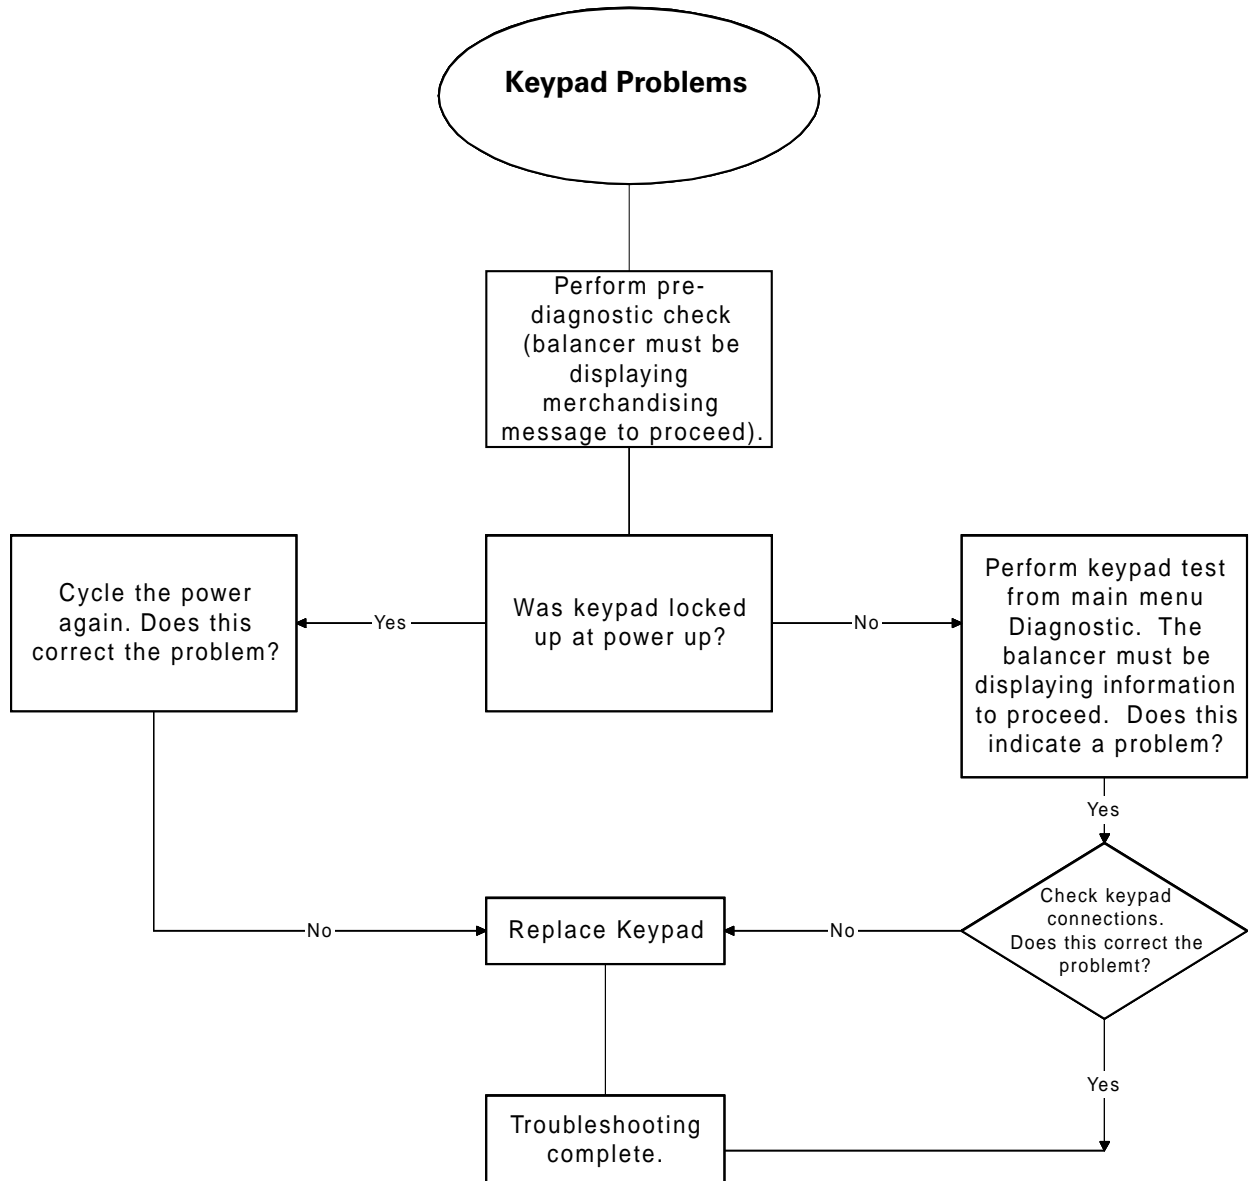 Keypad Problems
Perform pre-
diagnostic check
(balancer must be
displaying
merchandising
message to proceed).
Cycle the power
again. Does this
correct the problem?
Yes
Was keypad locked
up at power up?
No
Perform keypad test
from main menu
Diagnostic. The
balancer must be
displaying information
to proceed. Does this
indicate a problem?
Yes
Check keypad
connections.
Does this correct the
problemt?
No
Replace Keypad
No
Yes
Troubleshooting
complete.